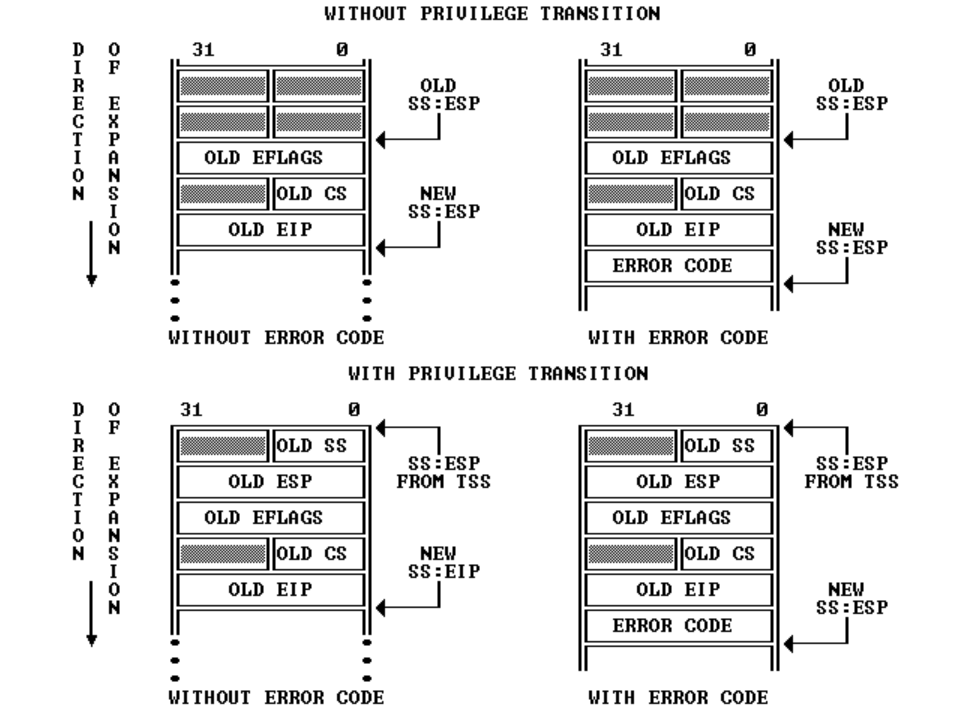 WITHOUT PRIVILEGE TRANSITION
DIRECTION OF EXPANSION
31 0
OLD SS:ESP
OLD EFLAGS
OLD CS
NEW SS:ESP
OLD EIP
WITHOUT ERROR CODE
31 0
OLD SS:ESP
OLD EFLAGS
OLD CS
OLD EIP
NEW SS:ESP
ERROR CODE
WITH ERROR CODE
WITH PRIVILEGE TRANSITION
DIRECTION OF EXPANSION
31 0
OLD SS
SS:ESP
FROM TSS
OLD ESP
OLD EFLAGS
OLD CS
NEW
SS:EIP
OLD EIP
WITHOUT ERROR CODE
31 0
OLD SS
SS:ESP
FROM TSS
OLD ESP
OLD EFLAGS
OLD CS
OLD EIP
NEW
SS:ESP
ERROR CODE
WITH ERROR CODE